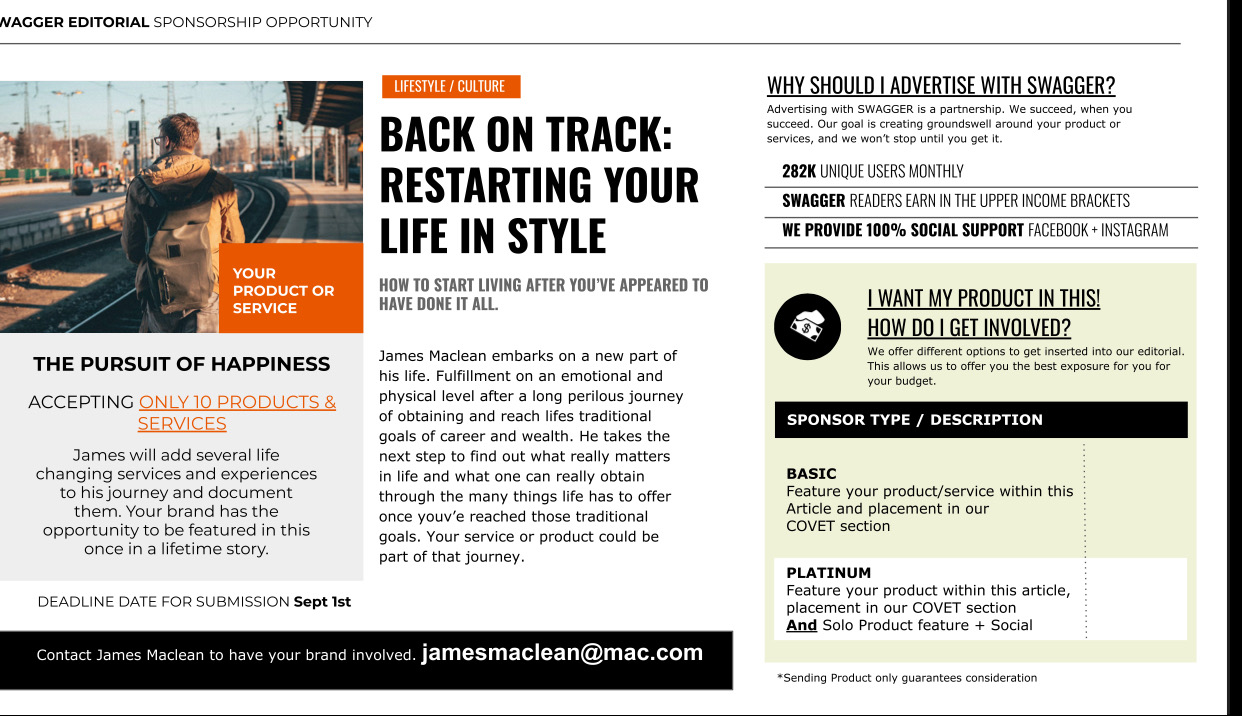 WAGGER EDITORIAL SPONSORSHIP OPPORTUNITY
YOUR
PRODUCT OR
SERVICE
THE PURSUIT OF HAPPINESS
ACCEPTING ONLY 10 PRODUCTS &
SERVICES
James will add several life
changing services and experiences
to his journey and document
them. Your brand has the
opportunity to be featured in this
once in a lifetime story.
DEADLINE DATE FOR SUBMISSION Sept 1st
LIFESTYLE / CULTURE
BACK ON TRACK:
RESTARTING YOUR
LIFE IN STYLE
HOW TO START LIVING AFTER YOU'VE APPEARED TO
HAVE DONE IT ALL.
James Maclean embarks on a new part of
his life. Fulfillment on an emotional and
physical level after a long perilous journey
of obtaining and reach lifes traditional
goals of career and wealth. He takes the
next step to find out what really matters
in life and what one can really obtain
through the many things life has to offer
once youv'e reached those traditional
goals. Your service or product could be
part of that journey.
Contact James Maclean to have your brand involved. jamesmaclean@mac.com
WHY SHOULD I ADVERTISE WITH SWAGGER?
Advertising with SWAGGER is a partnership. We succeed, when you
succeed. Our goal is creating groundswell around your product or
services, and we won't stop until you get it.
282K UNIQUE USERS MONTHLY
SWAGGER READERS EARN IN THE UPPER INCOME BRACKETS
WE PROVIDE 100% SOCIAL SUPPORT FACEBOOK + INSTAGRAM
I WANT MY PRODUCT IN THIS!
HOW DO I GET INVOLVED?
We offer different options to get inserted into our editorial.
This allows us to offer you the best exposure for you for
your budget.
SPONSOR TYPE / DESCRIPTION
BASIC
Feature your product/service within this
Article and placement in our
COVET section
PLATINUM
Feature your product within this article,
placement in our COVET section
And Solo Product feature + Social
*Sending Product only guarantees consideration